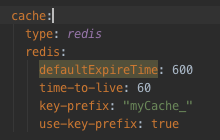 cache:
type: redis
redis:
defaultExpireTime: 600
time-to-live: 60
key-prefix: "myCache_"
use-key-prefix: true